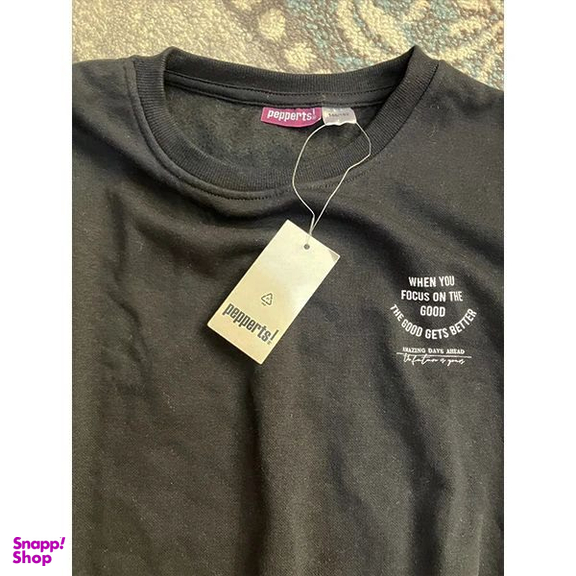 pepperts!
WHEN YOU
FOCUS ON THE
GOOD
THE GOOD GETS BETTER
AMAZING DAYS AHEAD
pepperts!
Snapp!
Shop